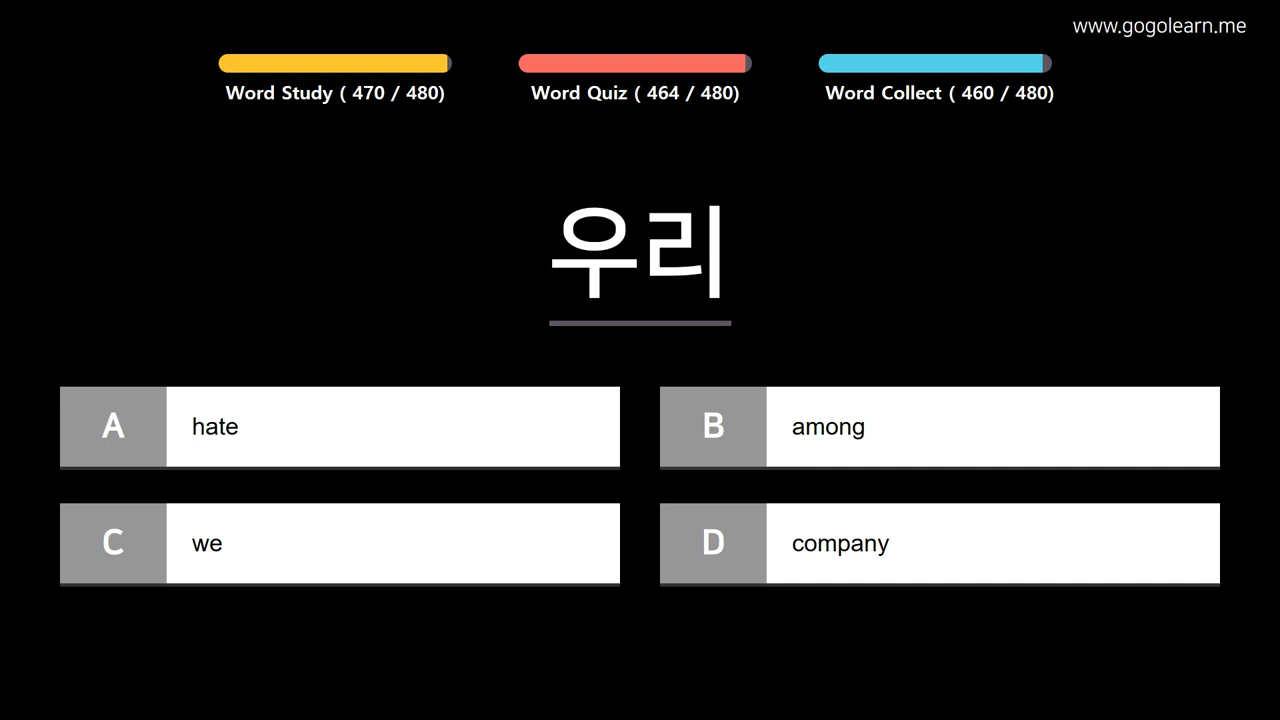 www.gogolearn.me
Word Study ( 470 / 480)
Word Quiz ( 464 / 480)
Word Collect ( 460 / 480)
우리
A hate
B among
C we
D company